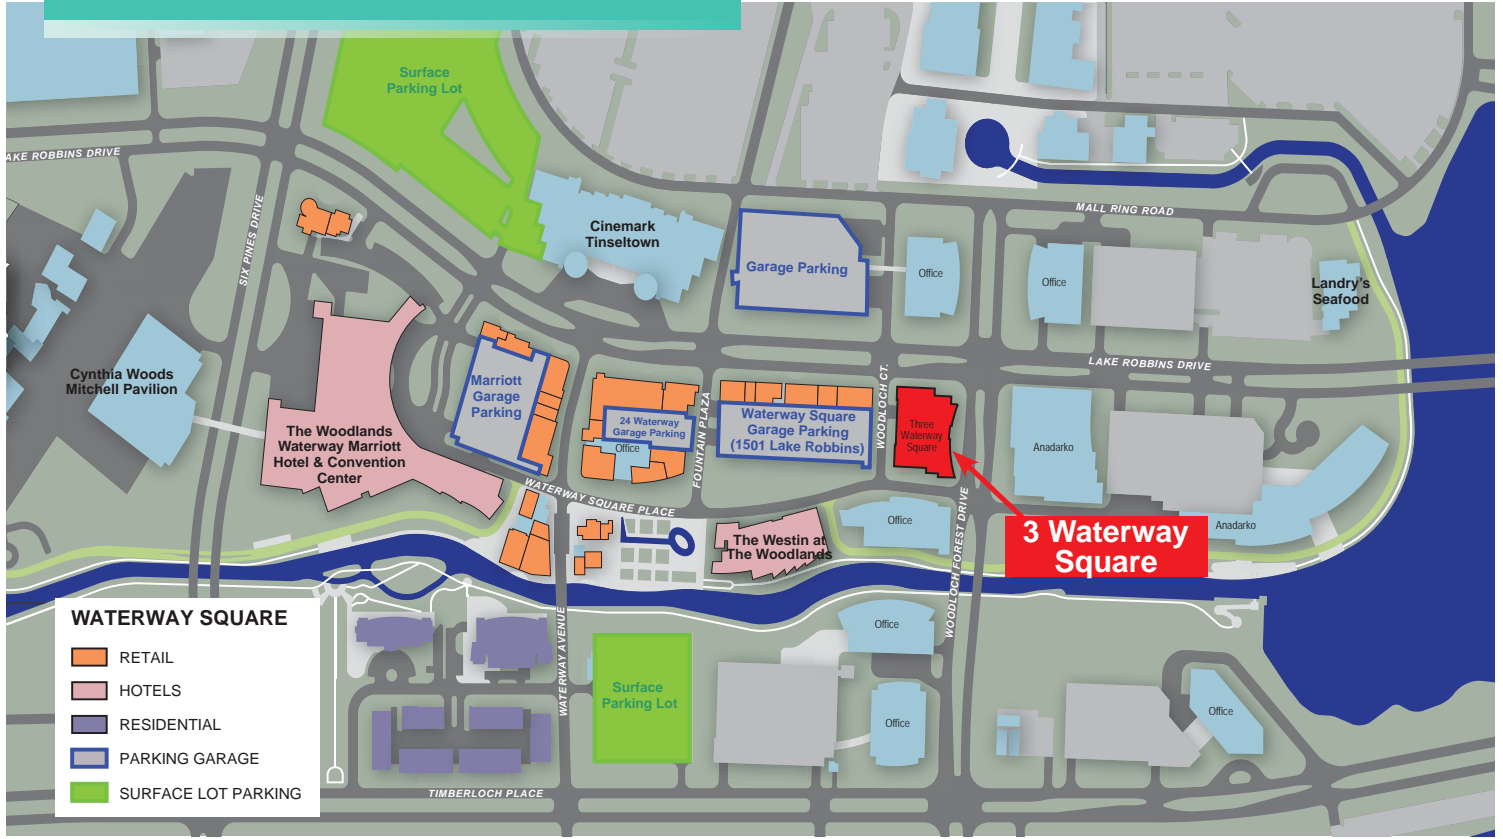 Surface
Parking Lot
LAKE ROBBINS DRIVE
SIX PINES DRIVE
MALL RING ROAD
Cinemark
Tinseltown
Garage Parking
Office
Office
Landry's
Seafood
LAKE ROBBINS DRIVE
Cynthia Woods
Mitchell Pavilion
Marriott
Garage
Parking
WOODLOCH CT.
FOUNTAIN PLAZA
24 Waterway
Garage Parking
Office
Waterway Square
Garage Parking
(1501 Lake Robbins)
Three
Waterway
Square
Anadarko
The Woodlands
Waterway Marriott
Hotel & Convention
Center
WATERWAY SQUARE PLACE
Office
WOODLOCH FOREST DRIVE
3 Waterway
Square
Anadarko
The Westin at
The Woodlands
WATERWAY SQUARE
RETAIL
HOTELS
RESIDENTIAL
PARKING GARAGE
SURFACE LOT PARKING
WATERWAY AVENUE
Office
Surface
Parking Lot
Office
Office
TIMBERLOCH PLACE